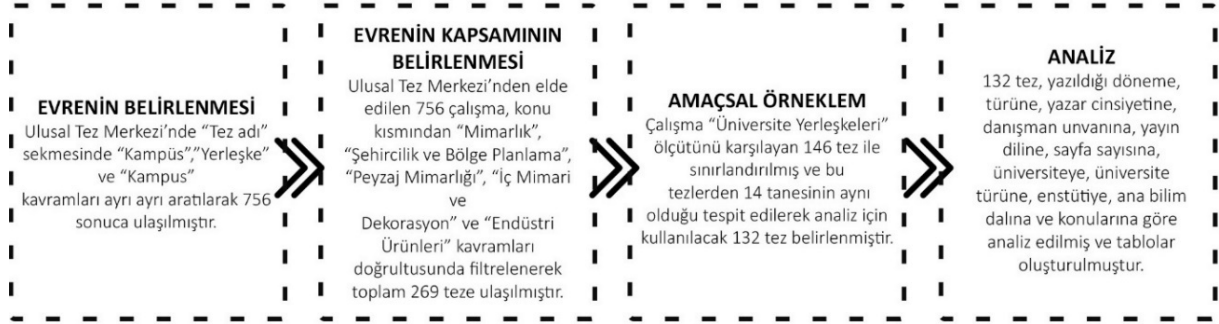 EVRENİN BELİRLENMESİ
Ulusal Tez Merkezi’nde “Tez adı”
sekmesinde “Kampüs”,”Yerleşke”
ve “Kampus”
kavramları ayrı ayrı aratılarak 756
sonuca ulaşılmıştır.
EVRENİN KAPSAMININ
BELİRLENMESİ
Ulusal Tez Merkezi’nden elde
edilen 756 çalışma, konu
kısmından “Mimarlık”,
“Şehircilik ve Bölge Planlama”,
“Peyzaj Mimarlığı”, “İç Mimari
ve
Dekorasyon” ve “Endüstri
Ürünleri” kavramları
doğrultusunda filtrelenerek
toplam 269 teze ulaşılmıştır.
AMAÇSAL ÖRNEKLEM
Çalışma “Üniversite Yerleşkeleri”
ölçütünü karşılayan 146 tez ile
sınırlandırılmış ve bu
tezlerden 14 tanesinin aynı
olduğu tespit edilerek analiz için
kullanılacak 132 tez belirlenmiştir.
ANALİZ
132 tez, yazıldığı döneme,
türüne, yazar cinsiyetine,
danışman unvanına, yayın
diline, sayfa sayısına,
üniversiteye, üniversite
türüne, enstütiye, ana bilim
dalına ve konularına göre
analiz edilmiş ve tablolar
oluşturulmuştur.